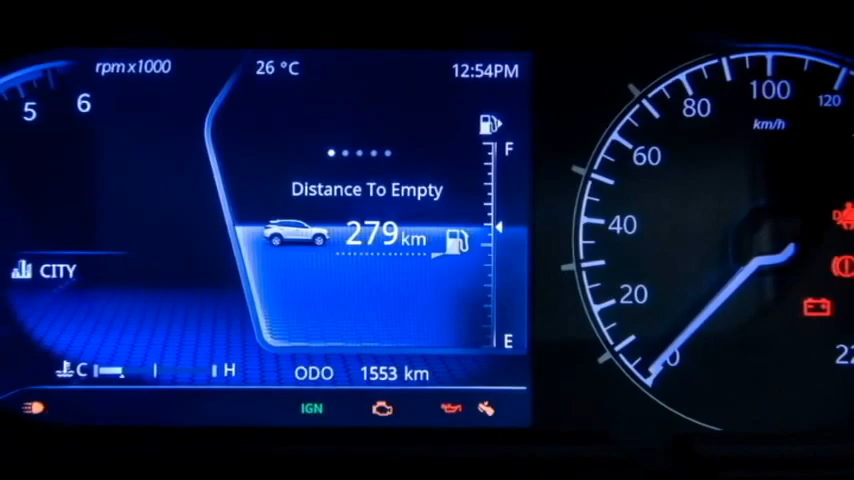 rpm x1000
5
6
26 °C
12:54PM
F
Distance To Empty
279 km
CITY
E
C
H
ODO 1553 km
IGN
0
20
40
60
80
100
120
km/h
22